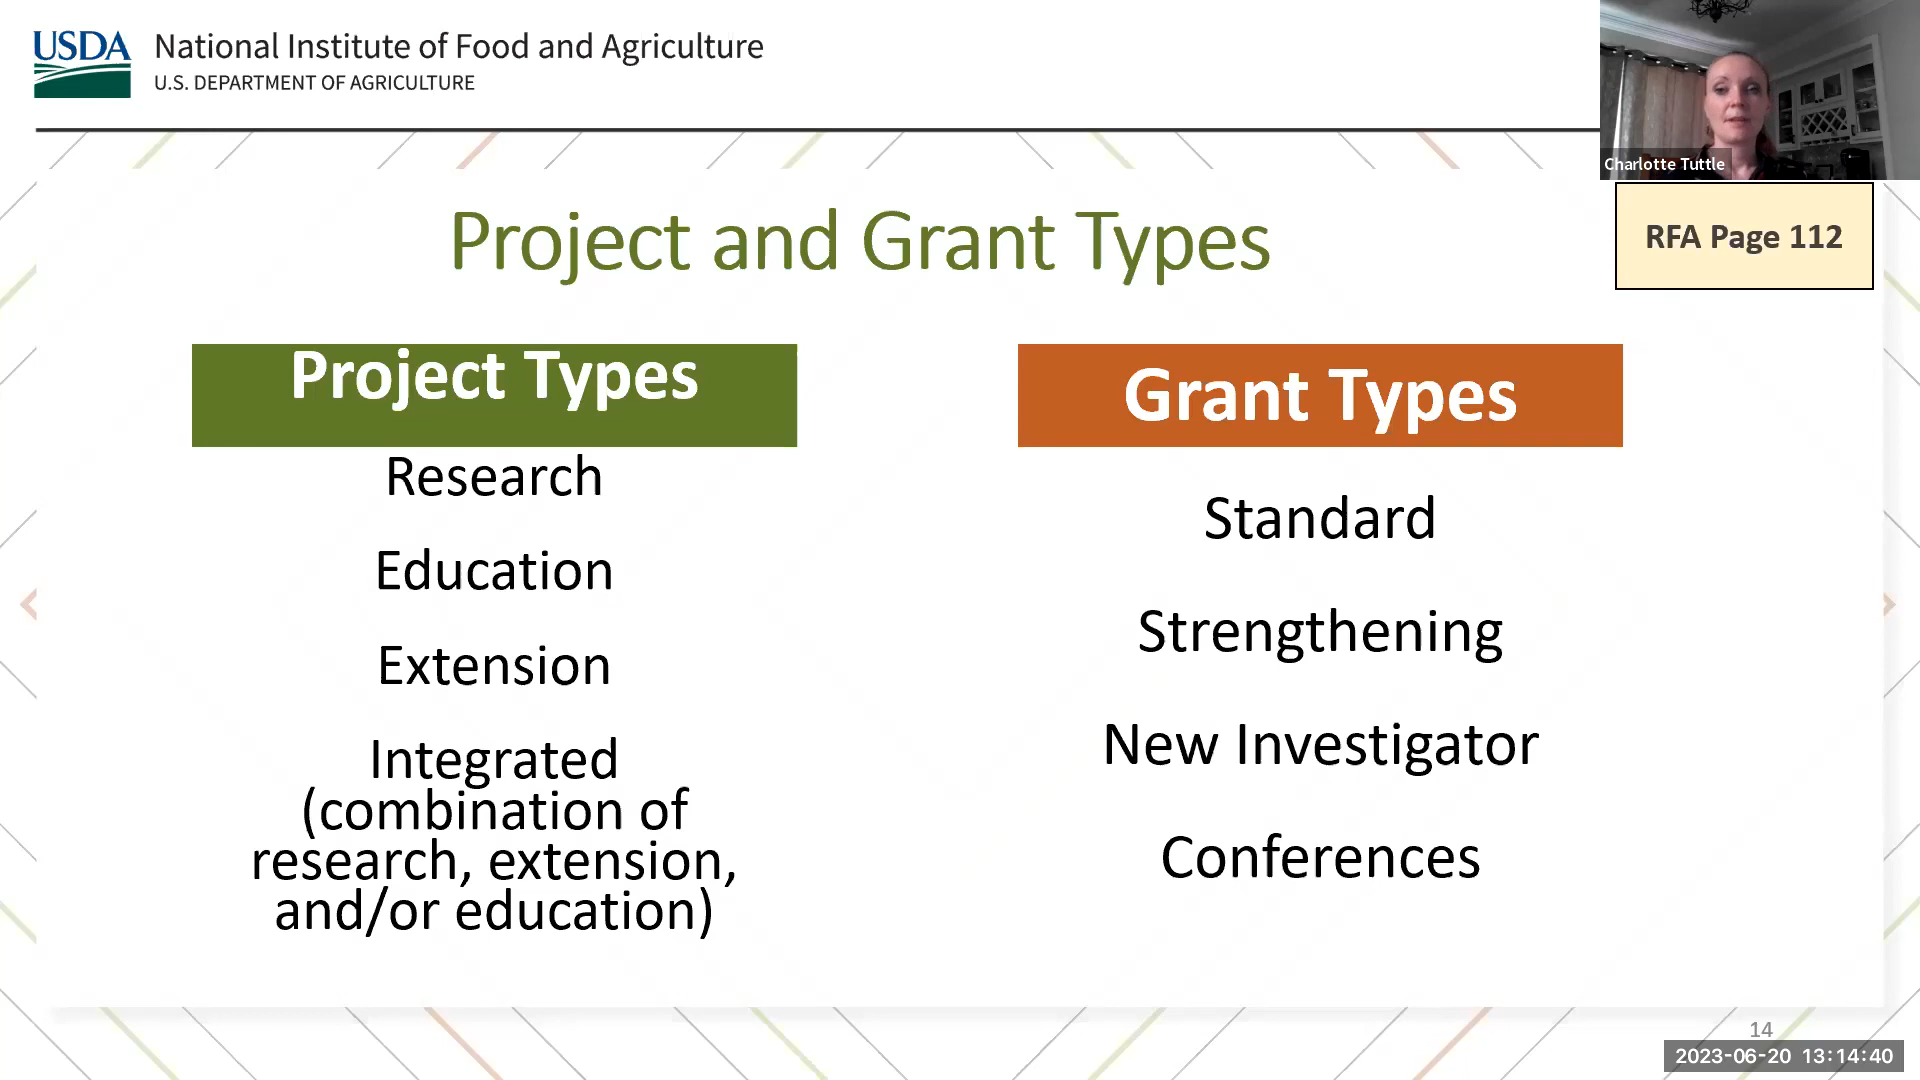 USDA
National Institute of Food and Agriculture
U.S. DEPARTMENT OF AGRICULTURE
Charlotte Tuttle
RFA Page 112
Project and Grant Types
Project Types
Research
Education
Extension
Integrated
(combination of
research, extension,
and/or education)
Grant Types
Standard
Strengthening
New Investigator
Conferences
14
2023-06-20 13:14:40